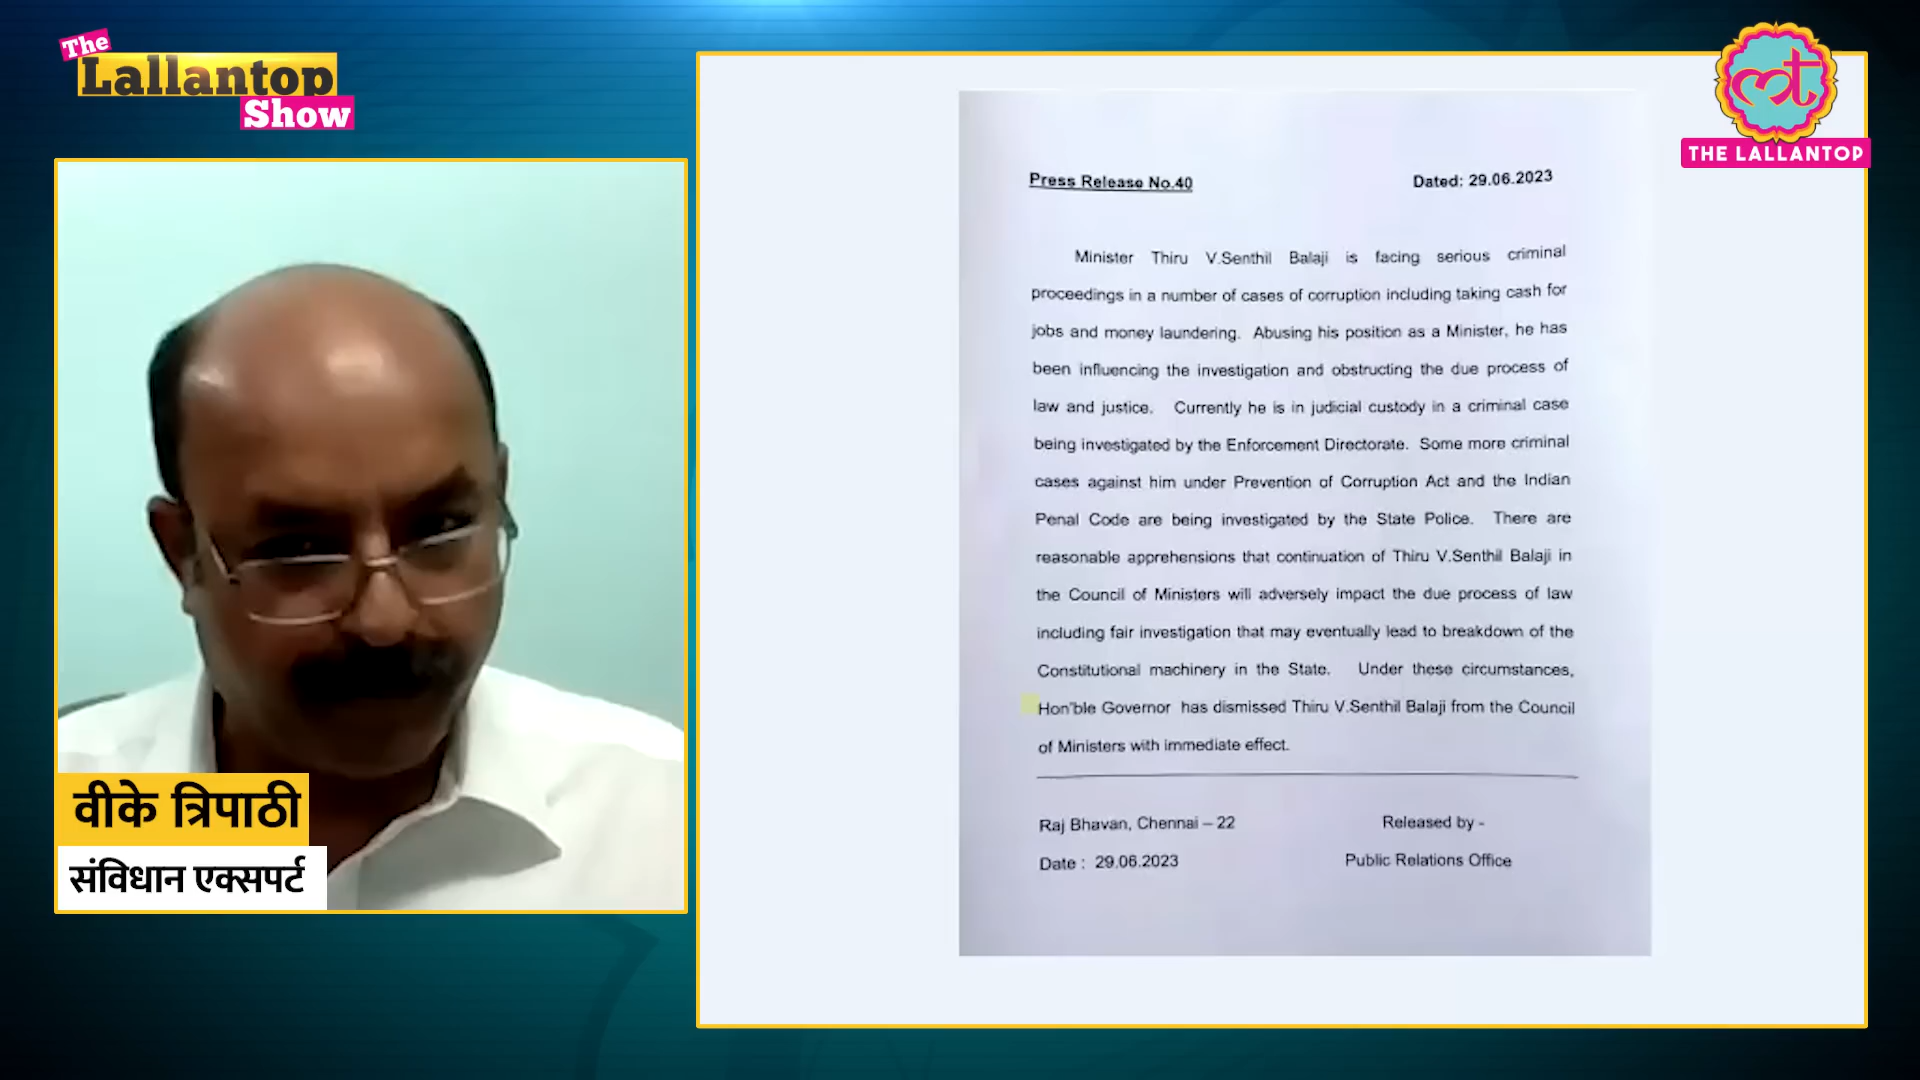 The
Lallantop
Show
वीके त्रिपाठी
संविधान एक्सपर्ट
THE LALLANTOP
Press Release No.40 Dated: 29.06.2023
Minister Thiru V.Senthil Balaji is facing serious criminal
proceedings in a number of cases of corruption including taking cash for
jobs and money laundering. Abusing his position as a Minister, he has
been influencing the investigation and obstructing the due process of
law and justice. Currently he is in judicial custody in a criminal case
being investigated by the Enforcement Directorate. Some more criminal
cases against him under Prevention of Corruption Act and the Indian
Penal Code are being investigated by the State Police. There are
reasonable apprehensions that continuation of Thiru V.Senthil Balaji in
the Council of Ministers will adversely impact the due process of law
including fair investigation that may eventually lead to breakdown of the
Constitutional machinery in the State. Under these circumstances,
Hon'ble Governor has dismissed Thiru V.Senthil Balaji from the Council
of Ministers with immediate effect.
Raj Bhavan, Chennai – 22 Released by -
Date : 29.06.2023 Public Relations Office